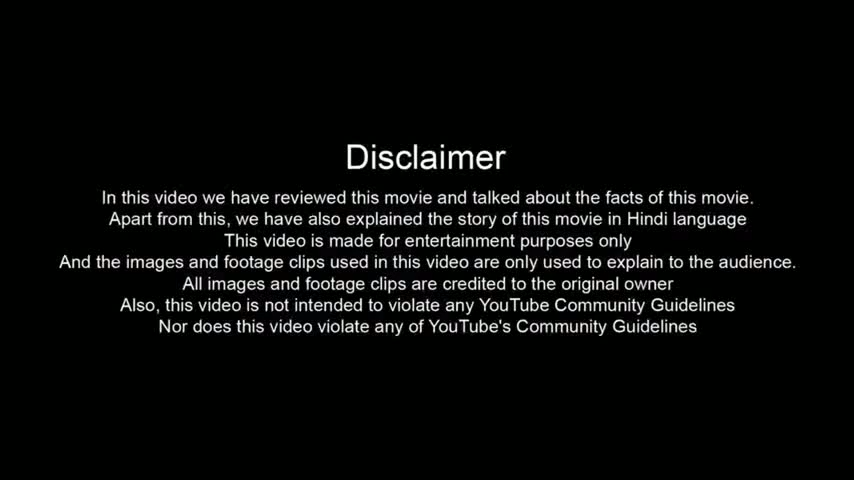 Disclaimer
In this video we have reviewed this movie and talked about the facts of this movie.
Apart from this, we have also explained the story of this movie in Hindi language
This video is made for entertainment purposes only
And the images and footage clips used in this video are only used to explain to the audience.
All images and footage clips are credited to the original owner
Also, this video is not intended to violate any YouTube Community Guidelines
Nor does this video violate any of YouTube's Community Guidelines